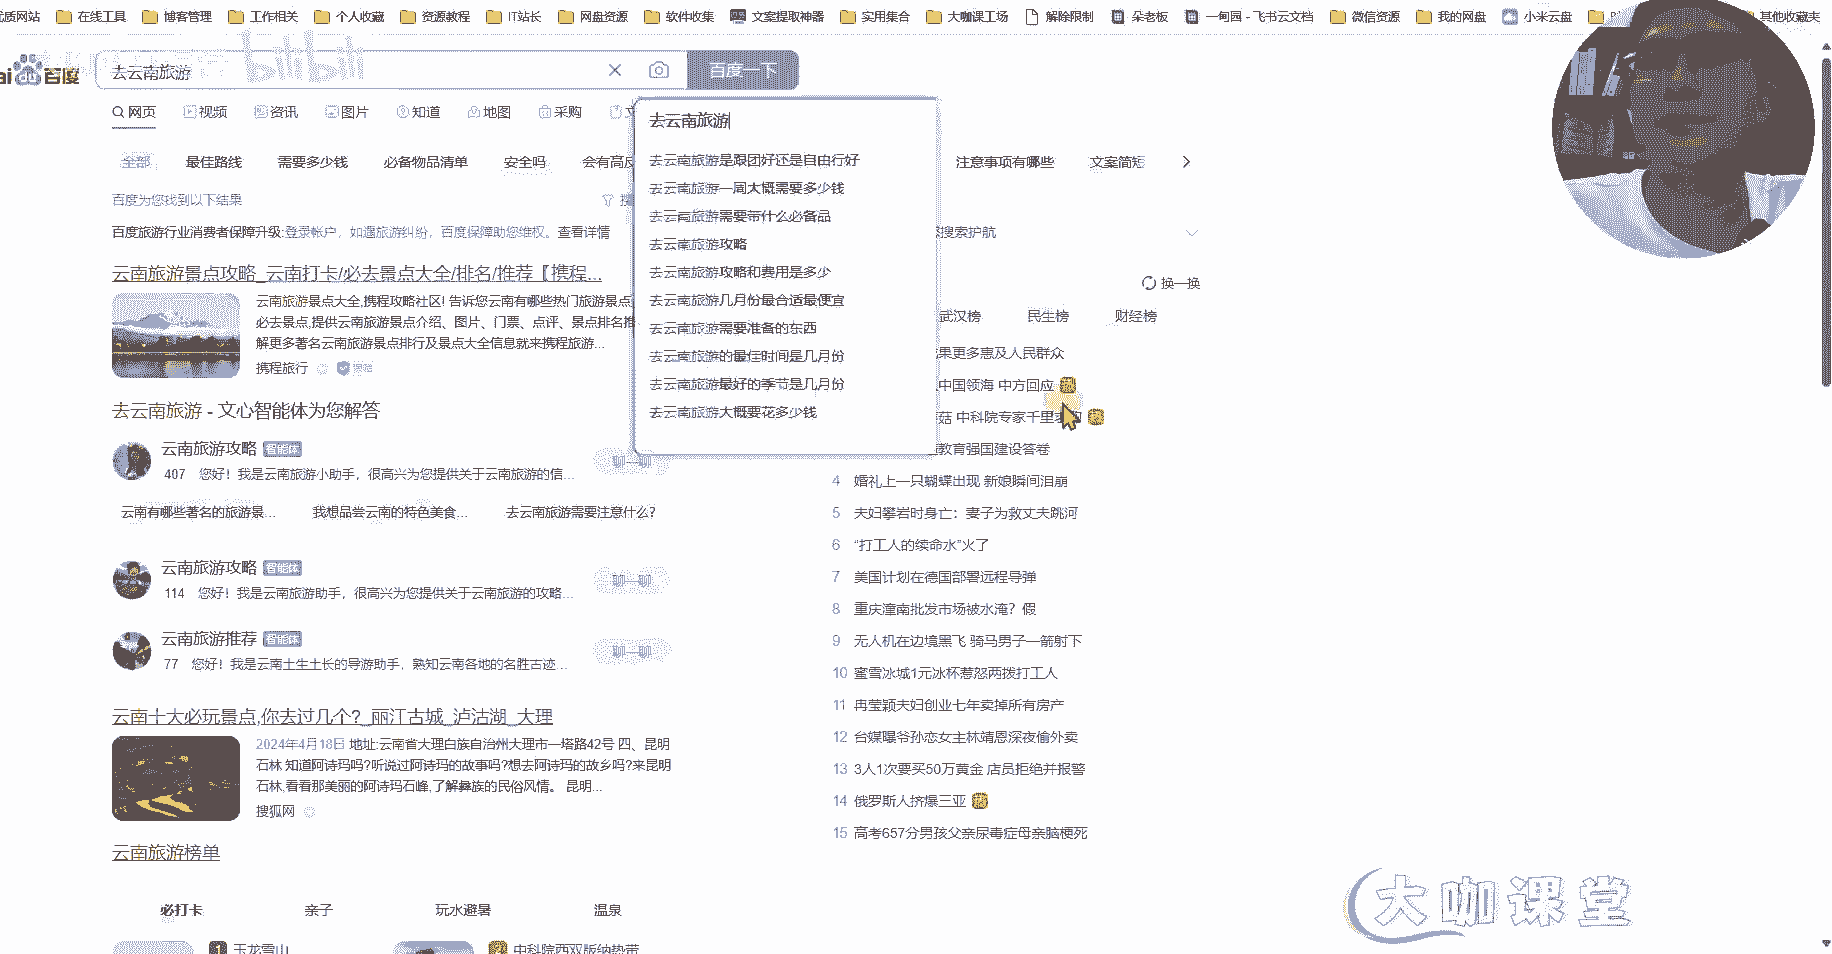 优质网站 在线工具 博客管理 工作相关 个人收藏 资源教程 IT站长 网盘资源 软件收集 文案提取神器 实用集合 大咖课工场 解除限制 朵老板 一甸园 - 飞书云文档 微信资源 我的网盘 小米云盘 其他收藏夹
bilibili
百度 去云南旅游 百度一下
网页 视频 资讯 图片 知道 地图 采购 文
去云南旅游
去云南旅游是跟团好还是自由行好
去云南旅游一周大概需要多少钱
去云南旅游需要带什么必备品
去云南旅游攻略
去云南旅游攻略和费用是多少
去云南旅游几月份最合适最便宜
去云南旅游需要准备的东西
去云南旅游的最佳时间是几月份
去云南旅游最好的季节是几月份
去云南旅游大概要花多少钱
全部 最佳路线 需要多少钱 必备物品清单 安全吗 会有高反 注意事项有哪些 文案简短
百度为您找到以下结果
百度旅游行业消费者保障升级:登录帐户，如遇旅游纠纷，百度保障助您维权。查看详情 搜索护航
云南旅游景点攻略_云南打卡/必去景点大全/排名/推荐【携程...
云南旅游景点大全,携程攻略社区! 告诉您云南有哪些热门旅游景点
必去景点,提供云南旅游景点介绍、图片、门票、点评、景点排名推
解更多著名云南旅游景点排行及景点大全信息就来携程旅游...
携程旅行 保障
去云南旅游 - 文心智能体为您解答
云南旅游攻略 智能体
407 您好！我是云南旅游小助手，很高兴为您提供关于云南旅游的信... 聊一聊
云南有哪些著名的旅游景... 我想品尝云南的特色美食... 去云南旅游需要注意什么？
云南旅游攻略 智能体
114 您好！我是云南旅游助手，很高兴为您提供关于云南旅游的攻略... 聊一聊
云南旅游推荐 智能体
77 您好！我是云南土生土长的导游助手，熟知云南各地的名胜古迹... 聊一聊
云南十大必玩景点,你去过几个?_丽江古城_泸沽湖_大理
2024年4月18日 地址:云南省大理白族自治州大理市一塔路42号 四、昆明
石林 知道阿诗玛吗?听说过阿诗玛的故事吗?想去阿诗玛的故乡吗?来昆明
石林,看看那美丽的阿诗玛石峰,了解彝族的民俗风情。 昆明...
搜狐网
云南旅游榜单
必打卡 亲子 玩水避暑 温泉
1 玉龙雪山 2 中科院西双版纳热带
换一换
武汉榜 民生榜 财经榜
果更多惠及人民群众
中国领海 中方回应 热
菇 中科院专家千里 热
教育强国建设答卷
4 婚礼上一只蝴蝶出现 新娘瞬间泪崩
5 夫妇攀岩时身亡：妻子为救丈夫跳河
6 “打工人的续命水”火了
7 美国计划在德国部署远程导弹
8 重庆潼南批发市场被水淹？假
9 无人机在边境黑飞 骑马男子一箭射下
10 蜜雪冰城1元冰杯惹怒两拨打工人
11 冉莹颖夫妇创业七年卖掉所有房产
12 台媒曝爷孙恋女主林靖恩深夜偷外卖
13 3人1次要买50万黄金 店员拒绝并报警
14 俄罗斯人挤爆三亚 热
15 高考657分男孩父亲尿毒症母亲脑梗死
大咖课堂